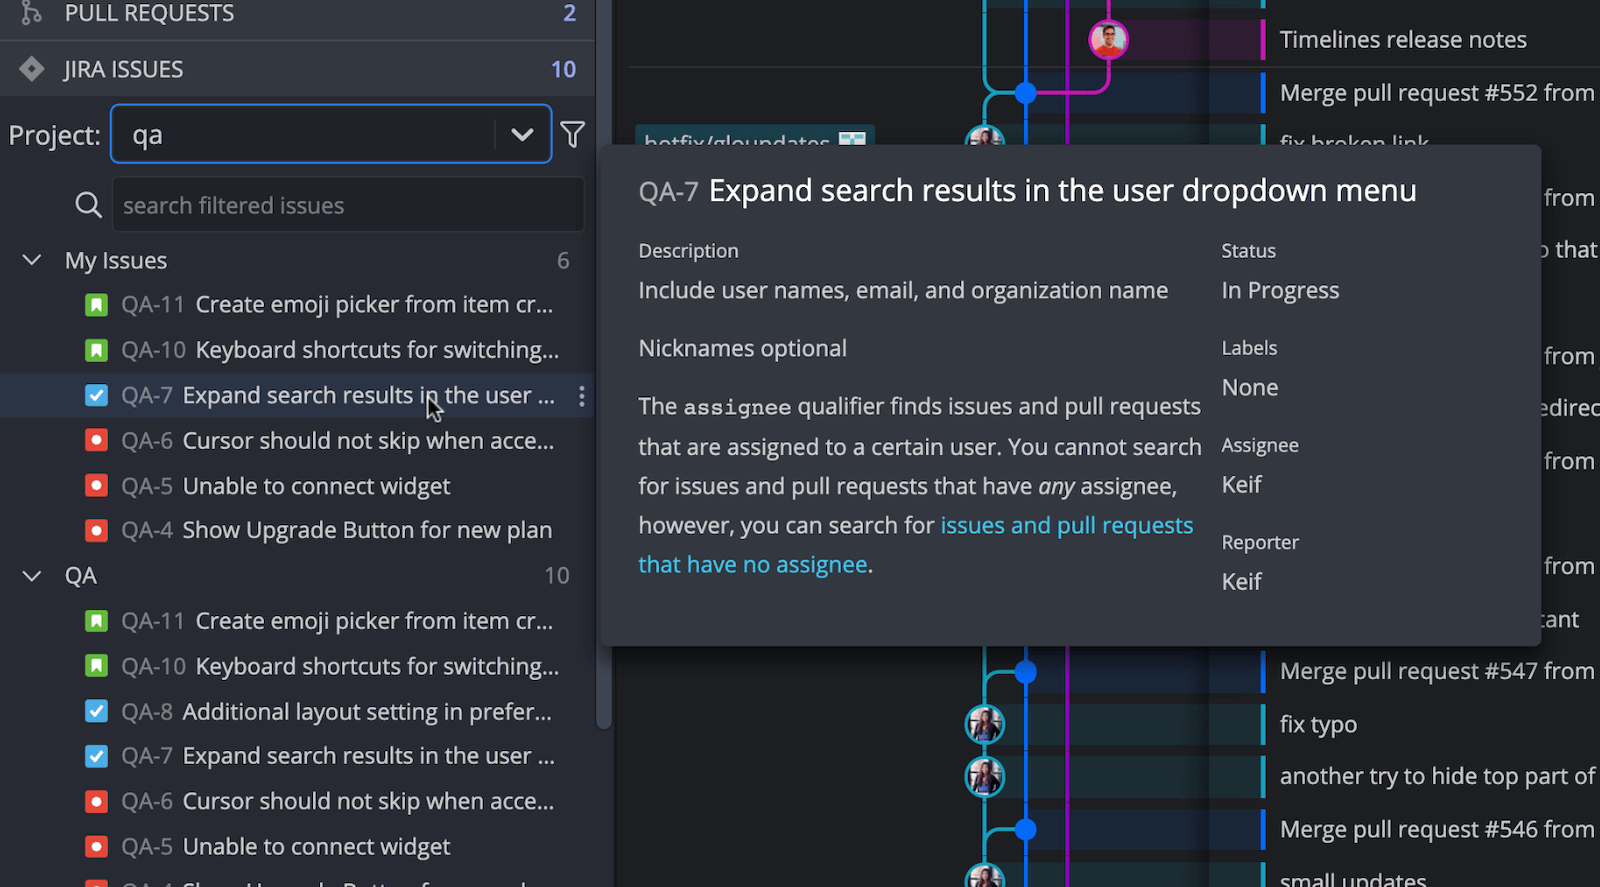 PULL REQUESTS 2
JIRA ISSUES 10
Project: qa
search filtered issues
My Issues 6
QA-11 Create emoji picker from item cr...
QA-10 Keyboard shortcuts for switching...
QA-7 Expand search results in the user ...
QA-6 Cursor should not skip when acce...
QA-5 Unable to connect widget
QA-4 Show Upgrade Button for new plan
QA 10
QA-11 Create emoji picker from item cr...
QA-10 Keyboard shortcuts for switching...
QA-8 Additional layout setting in prefer...
QA-7 Expand search results in the user ...
QA-6 Cursor should not skip when acce...
QA-5 Unable to connect widget
hotfix/gloupdates
QA-7 Expand search results in the user dropdown menu
Description
Include user names, email, and organization name
Nicknames optional
The assignee qualifier finds issues and pull requests
that are assigned to a certain user. You cannot search
for issues and pull requests that have any assignee,
however, you can search for issues and pull requests
that have no assignee.
Status
In Progress
Labels
None
Assignee
Keif
Reporter
Keif
Timelines release notes
Merge pull request #552 from
fix broken link
from
that
from
from
from
Merge pull request #547 from
fix typo
another try to hide top part of
Merge pull request #546 from
small updates